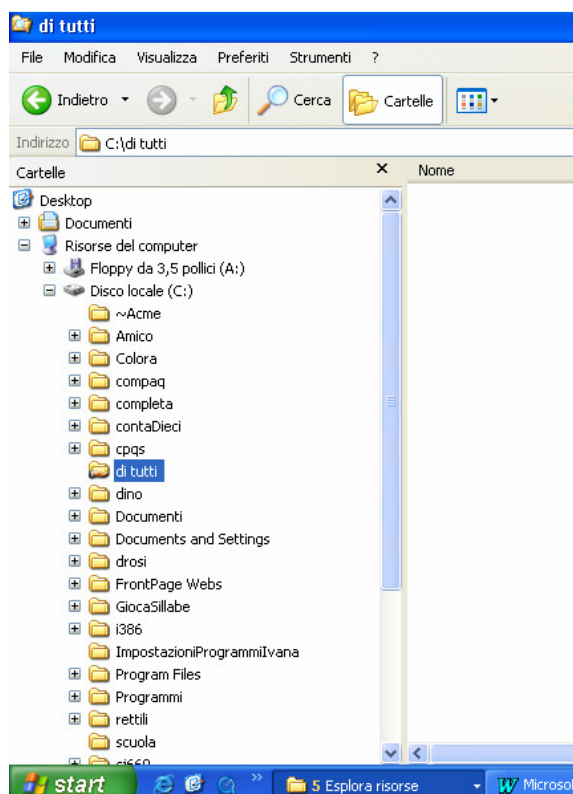 di tutti
File Modifica Visualizza Preferiti Strumenti ?
Indietro Cerca Cartelle
Indirizzo C:\di tutti
Cartelle × Nome
Desktop
Documenti
Risorse del computer
Floppy da 3,5 pollici (A:)
Disco locale (C:)
~Acme
Amico
Colora
compaq
completa
contaDieci
cpqs
di tutti
dino
Documenti
Documents and Settings
drosi
FrontPage Webs
GiocaSillabe
i386
ImpostazioniProgrammiIvana
Program Files
Programmi
rettili
scuola
start » 5 Esplora risorse W Microsof